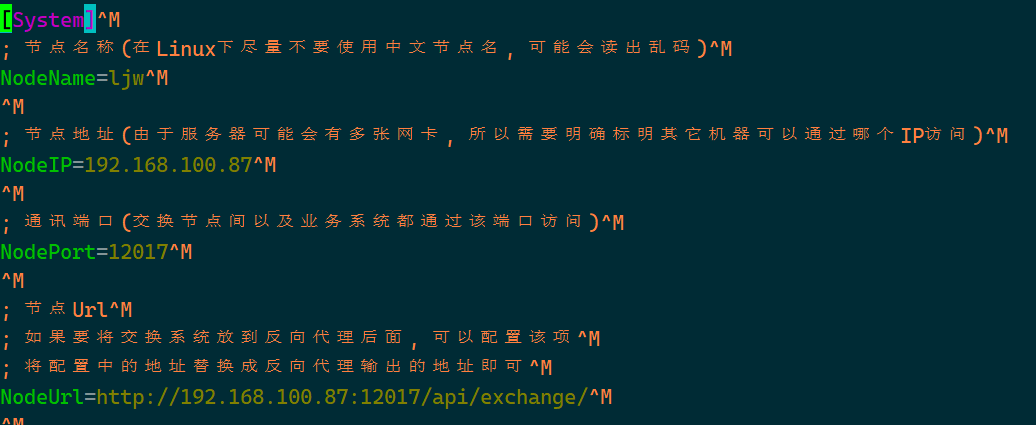 [System]^M
; 节点名称(在Linux下尽量不要使用中文节点名，可能会读出乱码)^M
NodeName=ljw^M
^M
; 节点地址(由于服务器可能会有多张网卡，所以需要明确标明其它机器可以通过哪个IP访问)^M
NodeIP=192.168.100.87^M
^M
; 通讯端口(交换节点间以及业务系统都通过该端口访问)^M
NodePort=12017^M
^M
; 节点Url^M
; 如果要将交换系统放到反向代理后面，可以配置该项^M
; 将配置中的地址替换成反向代理输出的地址即可^M
NodeUrl=http://192.168.100.87:12017/api/exchange/^M
^M